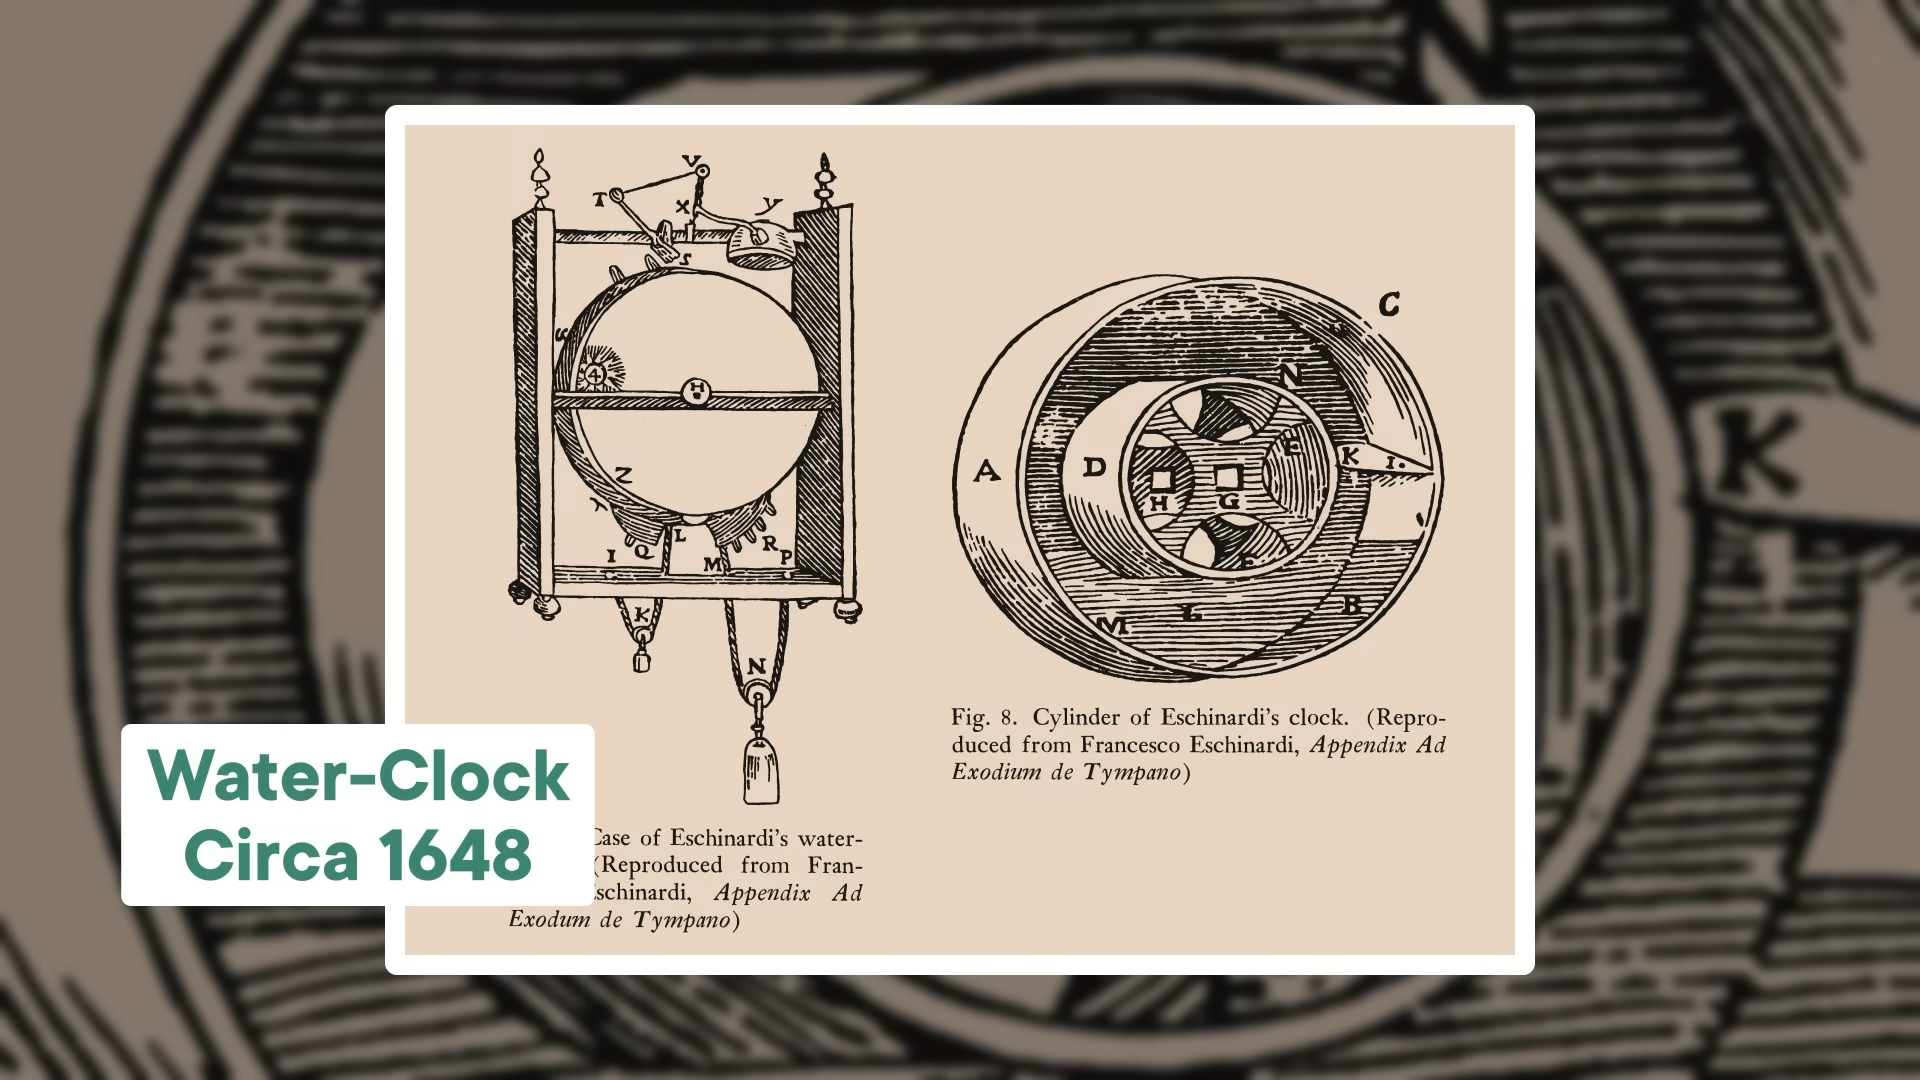 V
T
X
y
S
4
H
Z
X
L
Q
I
M
R
P
K
N
C
N
A
D
E
K
I.
H
G
F
L
B
M
Fig. 8. Cylinder of Eschinardi's clock. (Repro-
duced from Francesco Eschinardi, Appendix Ad
Exodium de Tympano)
Water-Clock
Circa 1648
Case of Eschinardi's water-
(Reproduced from Fran-
schinardi, Appendix Ad
Exodum de Tympano)
K